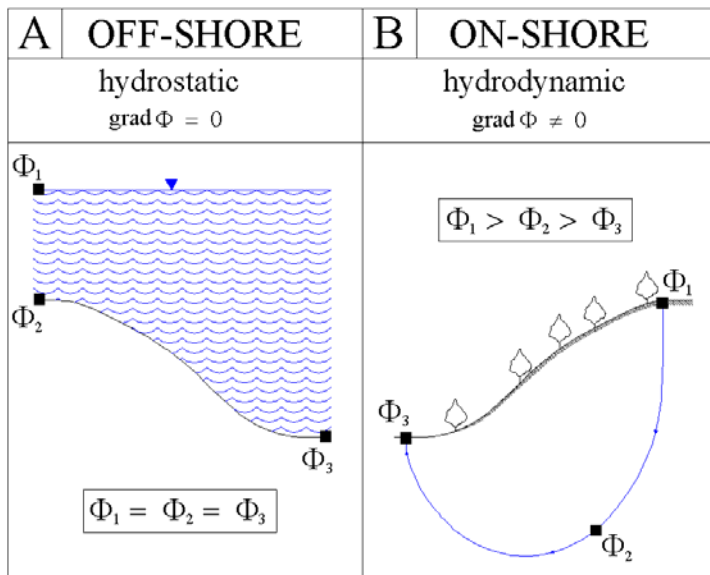 A OFF-SHORE
hydrostatic
grad Φ = 0
Φ₁
Φ₂
Φ₃
Φ₁ = Φ₂ = Φ₃
B ON-SHORE
hydrodynamic
grad Φ ≠ 0
Φ₁ > Φ₂ > Φ₃
Φ₁
Φ₃
Φ₂